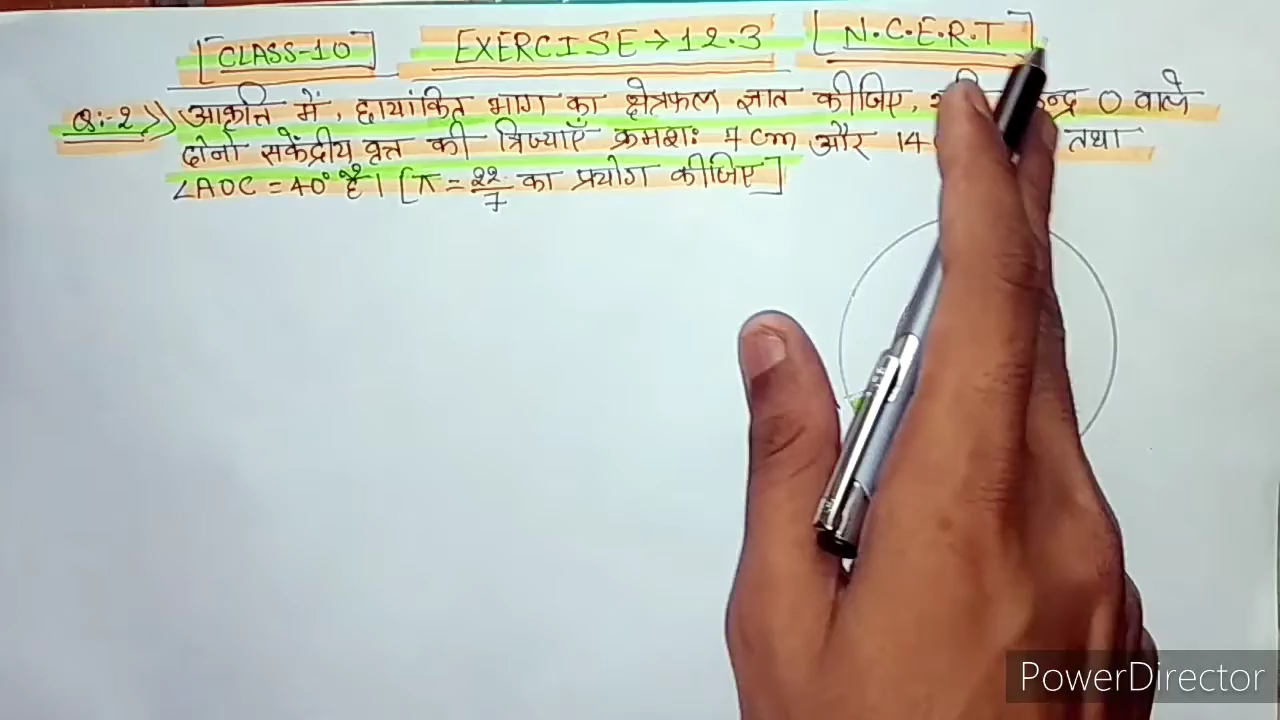 [CLASS-10] EXERCISE→12.3 [N.C.E.R.T]
Q:-2>> आकृति में, छायांकित भाग का क्षेत्रफल ज्ञात कीजिए, केन्द्र O वाले
दोनों सकेंद्रीय वृत्त की त्रिज्याएँ क्रमशः 7 cm और 14 तथा
∠AOC = 40° है। [π = 22/7 का प्रयोग कीजिए]
PowerDirector